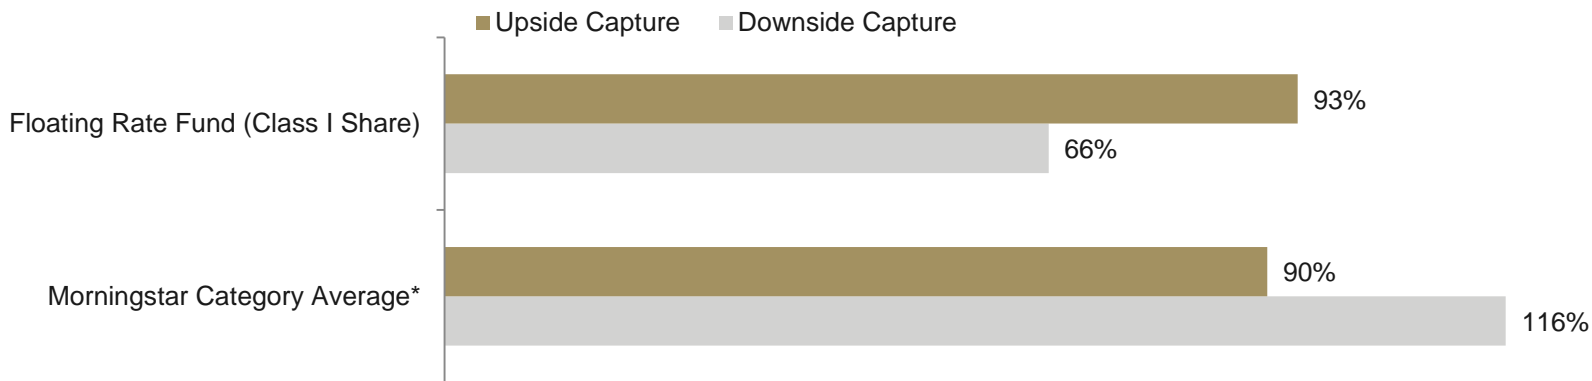 Upside Capture Downside Capture
Floating Rate Fund (Class I Share)
93%
66%
Morningstar Category Average*
90%
116%